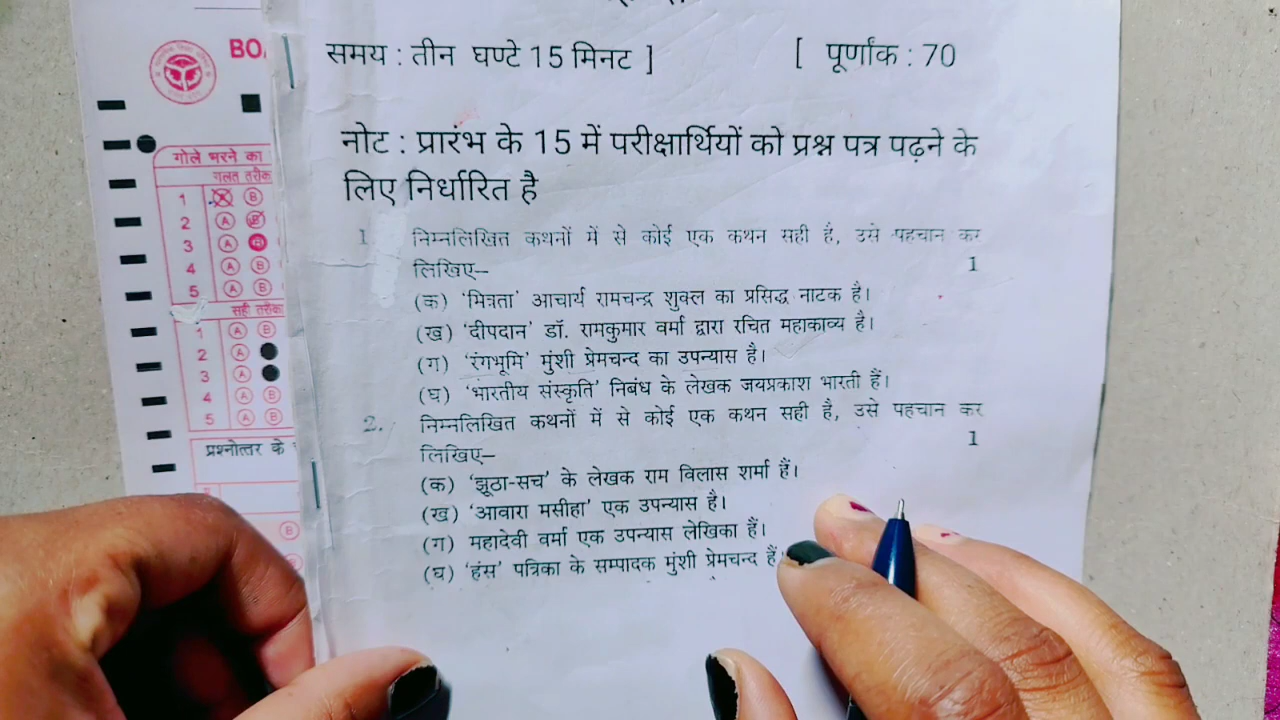 BO
समय : तीन घण्टे 15 मिनट ] [ पूर्णांक : 70
नोट : प्रारंभ के 15 में परीक्षार्थियों को प्रश्न पत्र पढ़ने के
लिए निर्धारित है
1 निम्नलिखित कथनों में से कोई एक कथन सही है, उसे पहचान कर
लिखिए– 1
(क) 'मित्रता' आचार्य रामचन्द्र शुक्ल का प्रसिद्ध नाटक है।
(ख) 'दीपदान' डॉ. रामकुमार वर्मा द्वारा रचित महाकाव्य है।
(ग) 'रंगभूमि' मुंशी प्रेमचन्द का उपन्यास है।
(घ) 'भारतीय संस्कृति' निबंध के लेखक जयप्रकाश भारती हैं।
2. निम्नलिखित कथनों में से कोई एक कथन सही है, उसे पहचान कर
लिखिए– 1
(क) 'झूठा-सच' के लेखक राम विलास शर्मा हैं।
(ख) 'आवारा मसीहा' एक उपन्यास है।
(ग) महादेवी वर्मा एक उपन्यास लेखिका हैं।
(घ) 'हंस' पत्रिका के सम्पादक मुंशी प्रेमचन्द हैं
गोले भरने का
गलत तरीक
1 B
2 A B
3 A B
4 A B
5 A B
सही तरीका
1 A B
2 A
3 A
4 A B
5 A B
प्रश्नोत्तर के
B